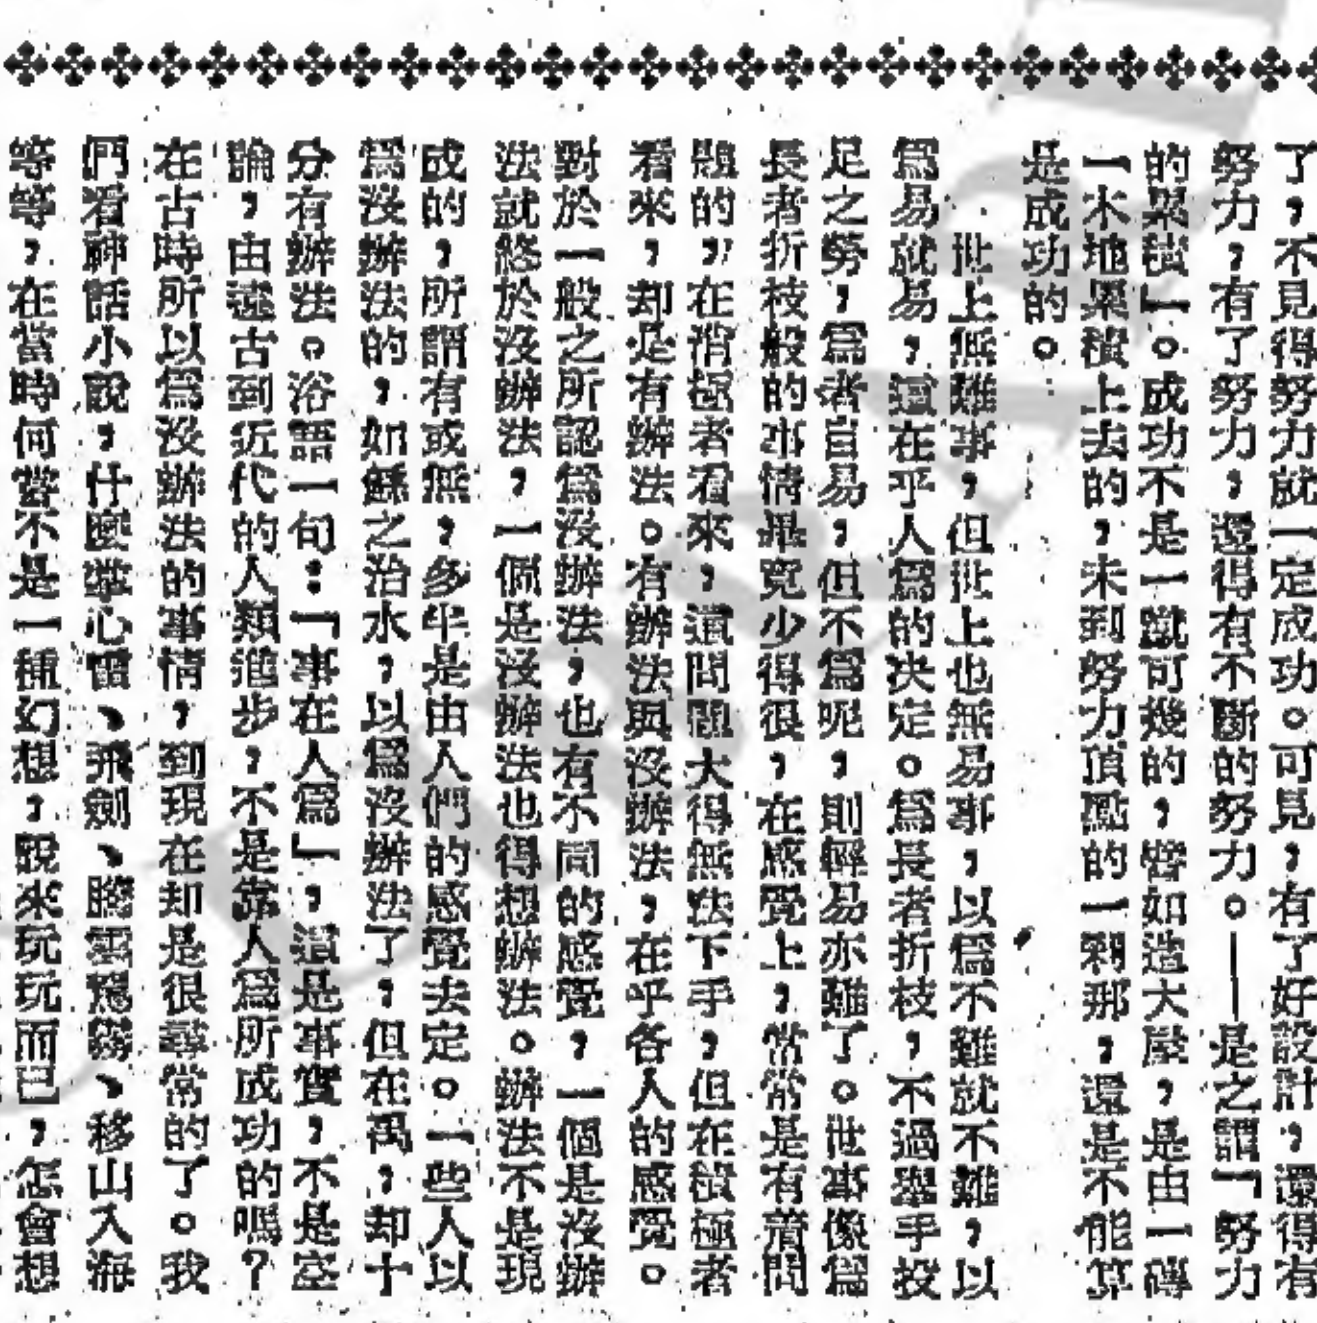 了，不見得努力就一定成功。可見，有了好設計，還得有
努力，有了努力，還得有不斷的努力。——是之謂「努力
的累積」。成功不是一蹴可幾的，譬如造大廈，是由一磚
一木地累積上去的，未到努力頂點的一剎那，還是不能算
是成功的。
世上無難事，但世上也無易事，以爲不難就不難，以
爲易就易，這在乎人爲的决定。爲長者折枝，不過舉手投
足之勞，爲者自易，但不爲呢，則輕易亦難了。世事像爲
長者折枝般的事情畢竟少得很，在感覺上，常常是有着問
題的，在消極者看來，這問題大得無法下手，但在積極者
看來，却是有辦法。有辦法與沒辦法，在乎各人的感覺。
對於一般之所認爲沒辦法，也有不同的感覺，一個是沒辦
法就終於沒辦法，一個是沒辦法也得想辦法。辦法不是現
成的，所謂有或無，多半是由人們的感覺去定。一些人以
爲沒辦法的，如鯀之治水，以爲沒辦法了，但在禹，却十
分有辦法。俗語一句：「事在人爲」，這是事實，不是空
論，由遠古到近代的人類進步，不是靠人爲所成功的嗎？
在古時所以爲沒辦法的事情，到現在却是很尋常的了。我
們看神話小說，什麼掌心雷、飛劍、騰雲駕霧、移山入海
等等，在當時何嘗不是一種幻想，說來玩玩而已，怎會想